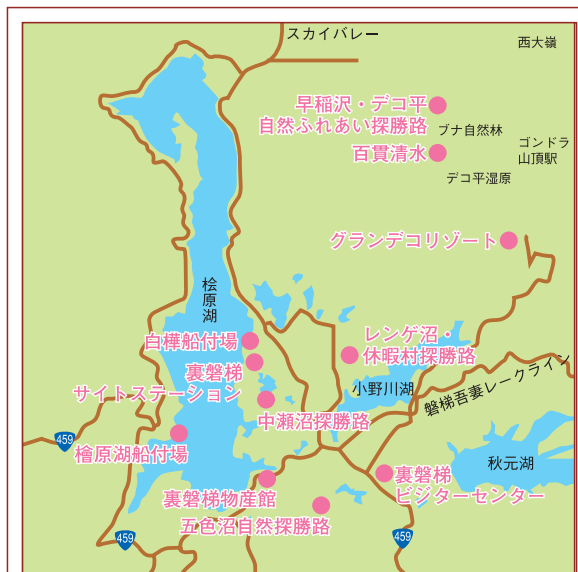 スカイバレー
西大嶺
早稲沢・デコ平
自然ふれあい探勝路
ブナ自然林
ゴンドラ
山頂駅
百貫清水
デコ平湿原
グランデコリゾート
桧原湖
白樺船付場
レンゲ沼・
休暇村探勝路
裏磐梯
サイトステーション
小野川湖
磐梯吾妻レークライン
中瀬沼探勝路
459
檜原湖船付場
秋元湖
裏磐梯
ビジターセンター
裏磐梯物産館
五色沼自然探勝路
459
459